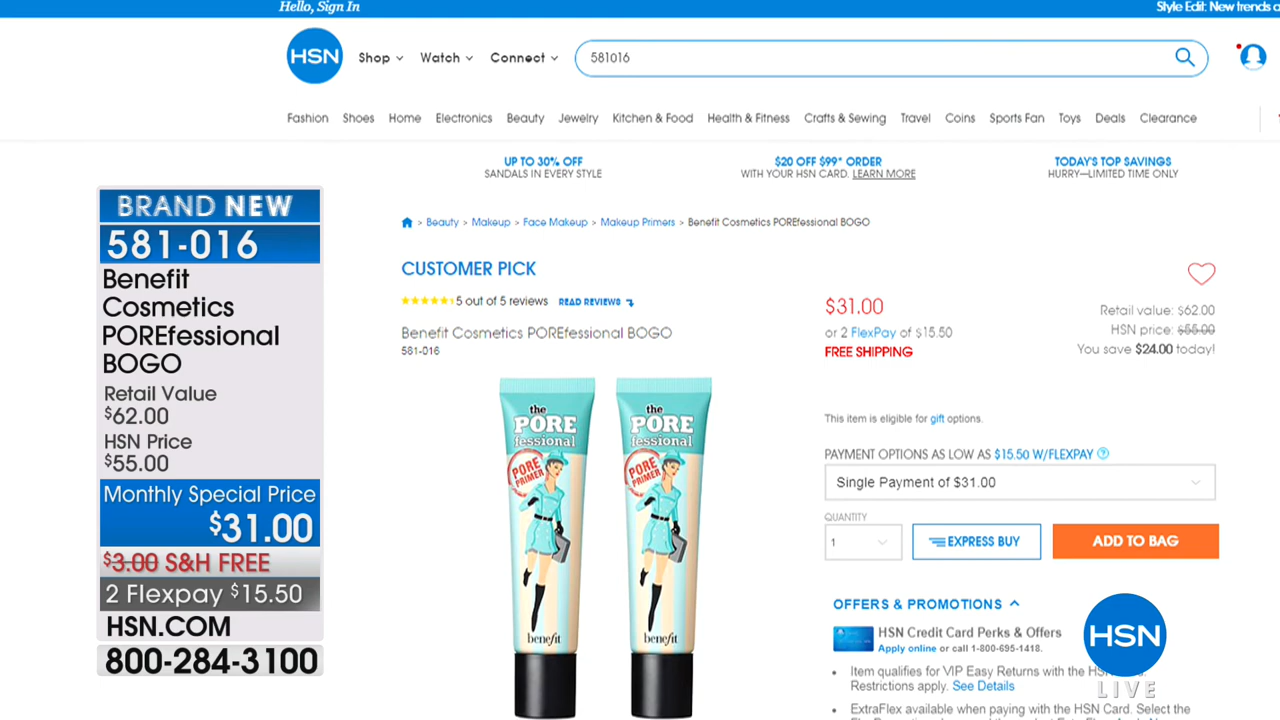 Hello, Sign In
Style Edit: New trends
HSN
Shop
Watch
Connect
581016
Fashion
Shoes
Home
Electronics
Beauty
Jewelry
Kitchen & Food
Health & Fitness
Crafts & Sewing
Travel
Coins
Sports Fan
Toys
Deals
Clearance
UP TO 30% OFF
SANDALS IN EVERY STYLE
$20 OFF $99* ORDER
WITH YOUR HSN CARD. LEARN MORE
TODAY'S TOP SAVINGS
HURRY—LIMITED TIME ONLY
BRAND NEW
581-016
Benefit
Cosmetics
POREfessional
BOGO
Retail Value
$62.00
HSN Price
$55.00
Monthly Special Price
$31.00
$3.00 S&H FREE
2 Flexpay $15.50
HSN.COM
800-284-3100
> Beauty > Makeup > Face Makeup > Makeup Primers > Benefit Cosmetics POREfessional BOGO
CUSTOMER PICK
5 out of 5 reviews READ REVIEWS
Benefit Cosmetics POREfessional BOGO
581-016
the
PORE
fessional
PORE
PRIMER
benefit
the
PORE
fessional
PORE
PRIMER
benefit
$31.00
or 2 FlexPay of $15.50
FREE SHIPPING
Retail value: $62.00
HSN price: $55.00
You save $24.00 today!
This item is eligible for gift options.
PAYMENT OPTIONS AS LOW AS $15.50 W/FLEXPAY ?
Single Payment of $31.00
QUANTITY
1
EXPRESS BUY
ADD TO BAG
OFFERS & PROMOTIONS
HSN Credit Card Perks & Offers
Apply online or call 1-800-695-1418.
• Item qualifies for VIP Easy Returns with the
Restrictions apply. See Details
• ExtraFlex available when paying with the HSN Card. Select the
HSN
LIVE